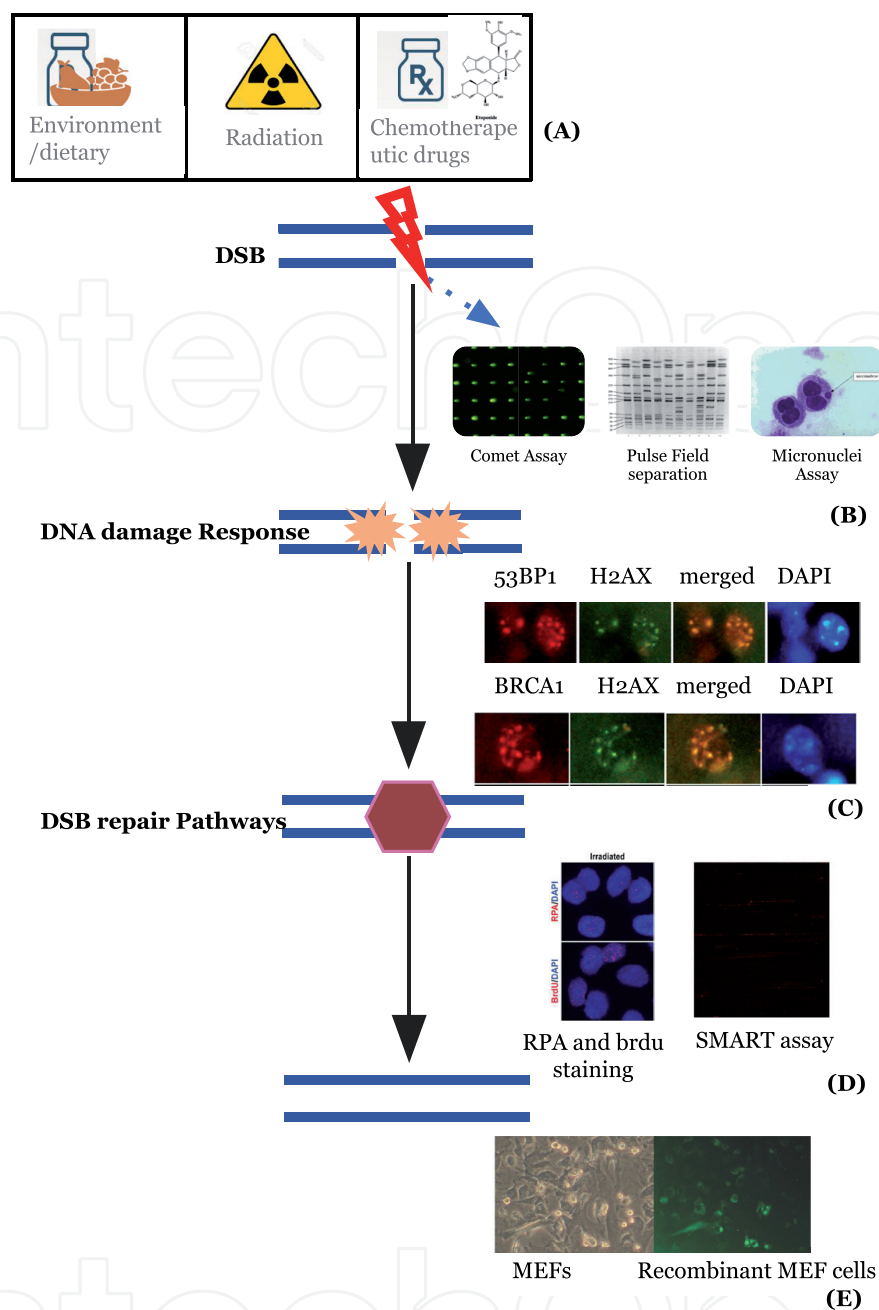 Environment
/dietary
Radiation
Chemotherape
utic drugs
Etoposide
(A)
DSB
Comet Assay
Pulse Field
separation
Micronuclei
Assay
(B)
DNA damage Response
53BP1 H2AX merged DAPI
BRCA1 H2AX merged DAPI
(C)
DSB repair Pathways
Irradiated
RPA/DAPI
BrdU/DAPI
RPA and brdu
staining
SMART assay
(D)
MEFs
Recombinant MEF cells
(E)